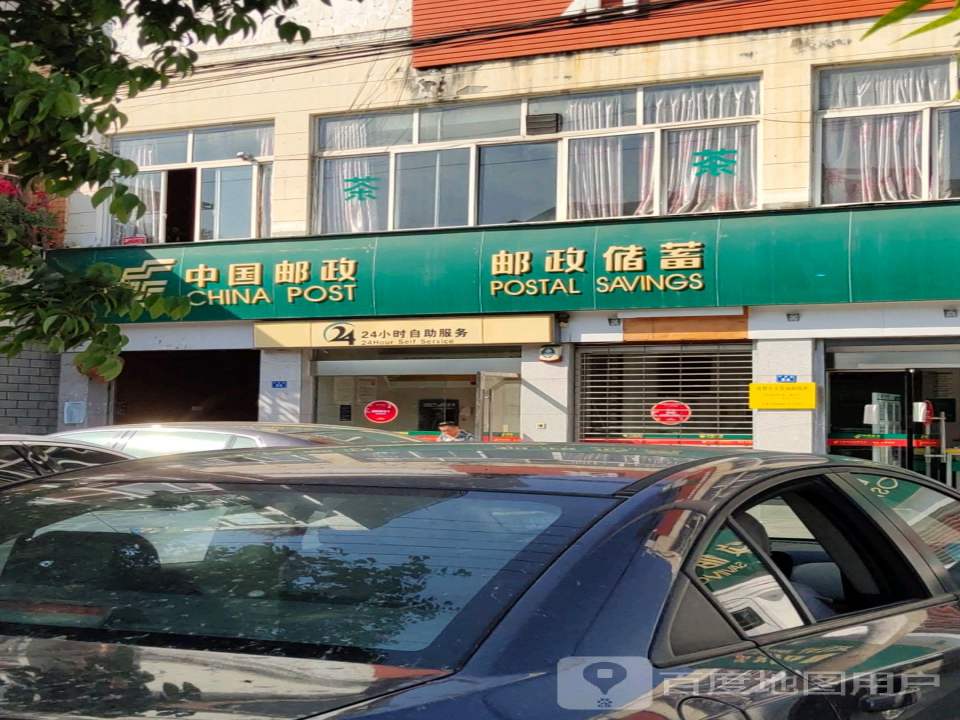 茶
茶
中国邮政
CHINA POST
邮政储蓄
POSTAL SAVINGS
24 24小时自助服务
24Hour Self Service
百度地图用户